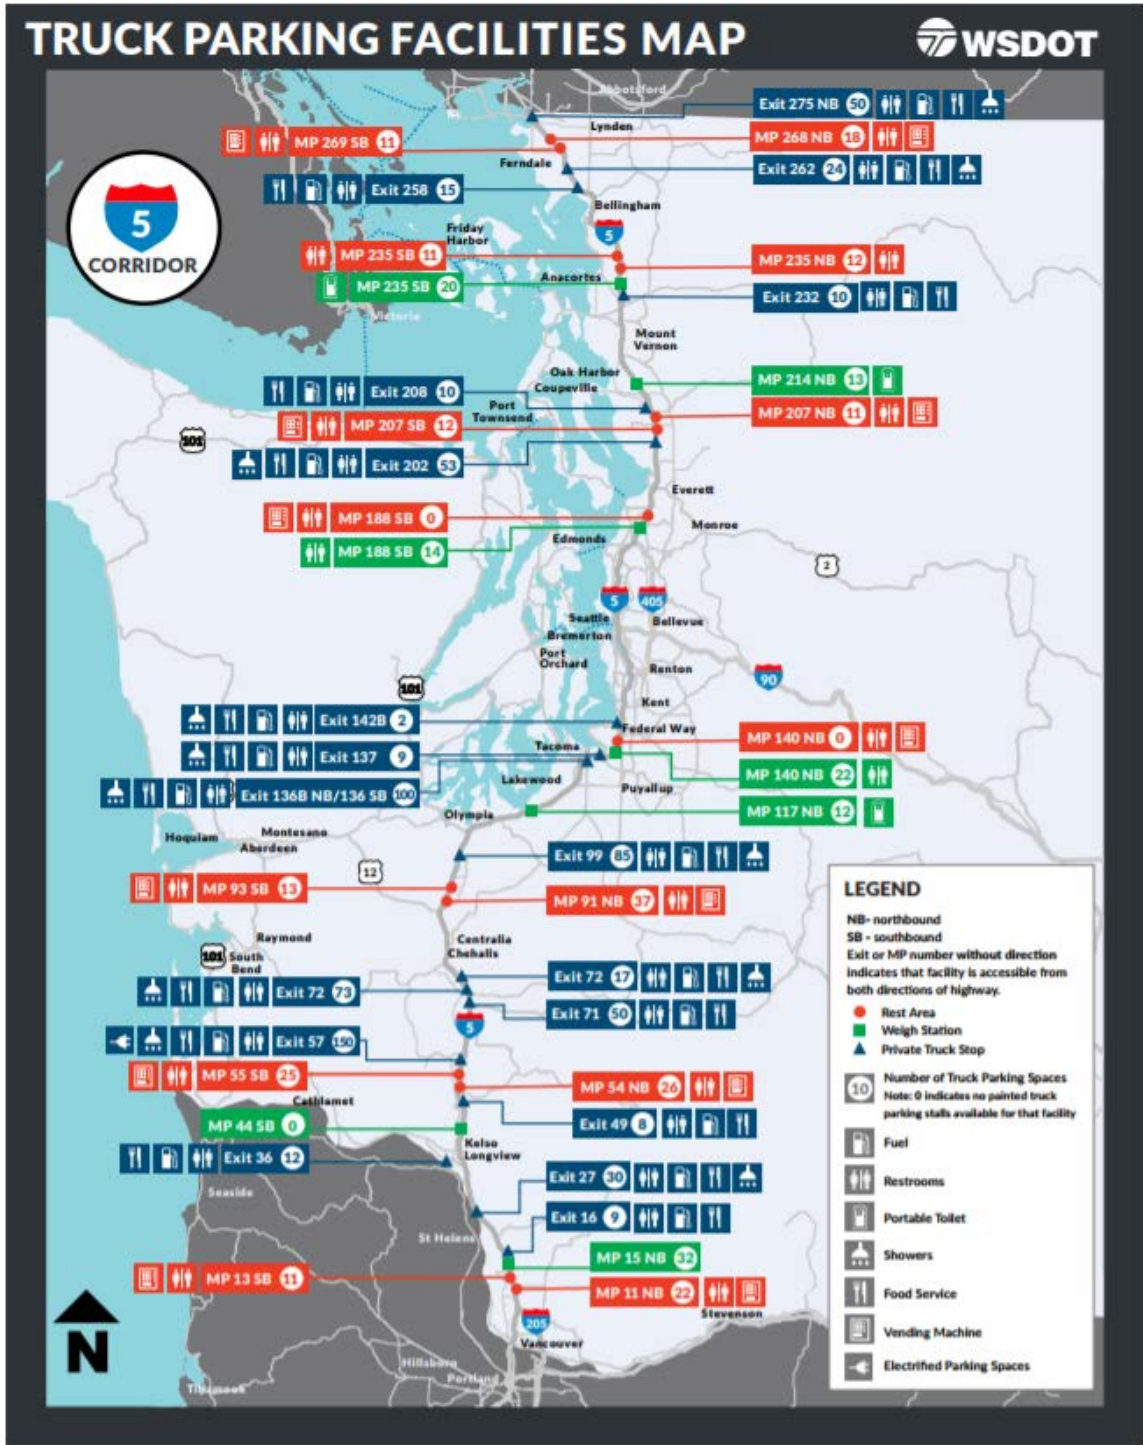 TRUCK PARKING FACILITIES MAP
WSDOT
Abbotsford
Exit 275 NB 50
Lynden
MP 269 SB 11
MP 268 NB 18
Ferndale
Exit 262 24
Exit 258 15
5
CORRIDOR
Bellingham
Friday
Harbor
5
MP 235 SB 11
MP 235 NB 12
Anacortes
MP 235 SB 20
Exit 232 10
Victoria
Mount
Vernon
Oak Harbor
Coupeville
MP 214 NB 13
Exit 208 10
Port
Townsend
MP 207 NB 11
MP 207 SB 12
101
Exit 202 53
Everett
MP 188 SB 0
Monroe
Edmonds
MP 188 SB 14
2
5
405
Seattle
Bellevue
Bremerton
Port
Orchard
Renton
90
101
Kent
Exit 142B 2
Federal Way
MP 140 NB 0
Tacoma
Exit 137 9
MP 140 NB 22
Lakewood
Puyallup
Exit 136B NB/136 SB 100
MP 117 NB 12
Olympia
Hoquiam
Montesano
Aberdeen
Exit 99 85
12
MP 93 SB 13
MP 91 NB 37
Raymond
Centralia
Chehalis
101
South
Bend
Exit 72 17
Exit 72 73
Exit 71 50
5
Exit 57 150
MP 55 SB 25
MP 54 NB 26
Cathlamet
MP 44 SB 0
Exit 49 8
Kelso
Longview
Exit 36 12
Exit 27 30
Seaside
Exit 16 9
St Helens
MP 15 NB 32
MP 13 SB 11
MP 11 NB 22
Stevenson
205
Vancouver
N
Hillsboro
Portland
Tillamook
LEGEND
NB- northbound
SB - southbound
Exit or MP number without direction
indicates that facility is accessible from
both directions of highway.
Rest Area
Weigh Station
Private Truck Stop
10
Number of Truck Parking Spaces
Note: 0 indicates no painted truck
parking stalls available for that facility
Fuel
Restrooms
Portable Toilet
Showers
Food Service
Vending Machine
Electrified Parking Spaces